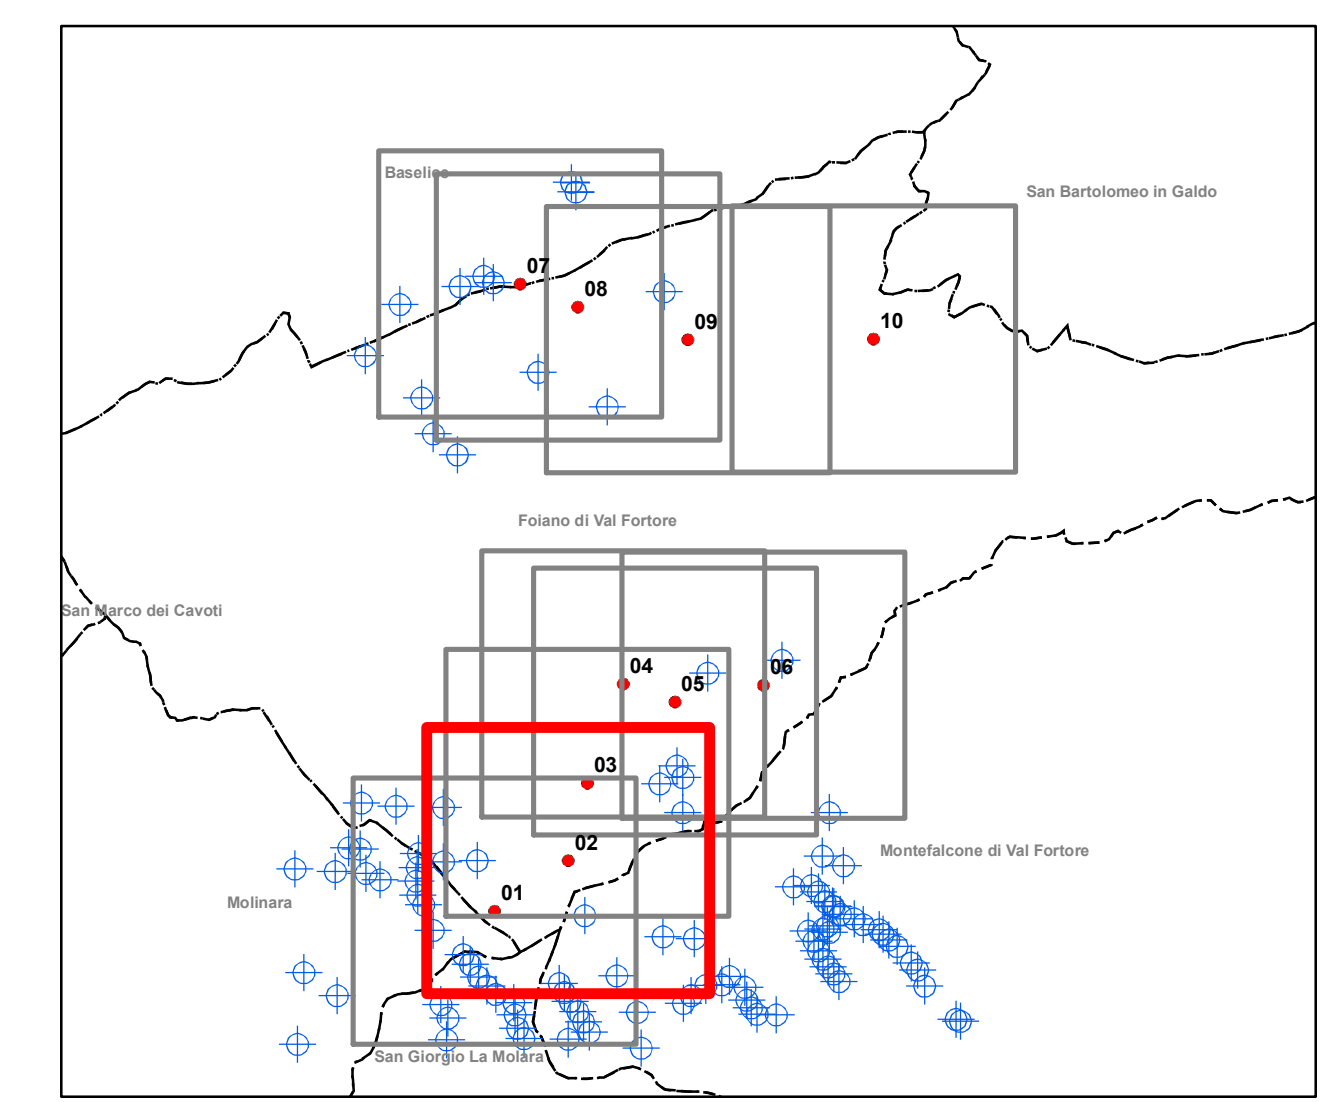 Baselice
San Bartolomeo in Galdo
07
08
09
10
Foiano di Val Fortore
San Marco dei Cavoti
04
05
06
03
02
Montefalcone di Val Fortore
01
Molinara
San Giorgio La Molara